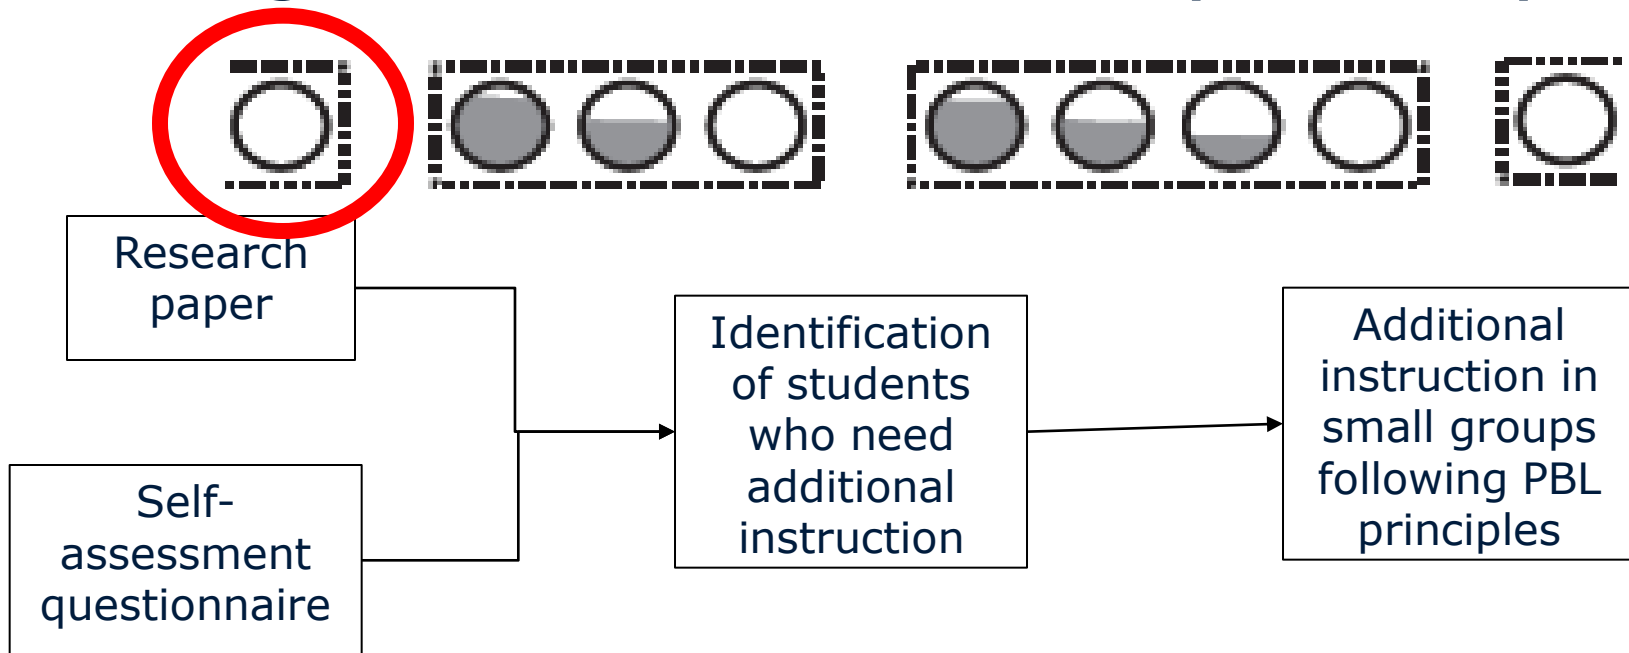 Research
paper
Self-
assessment
questionnaire
Identification
of students
who need
additional
instruction
Additional
instruction in
small groups
following PBL
principles